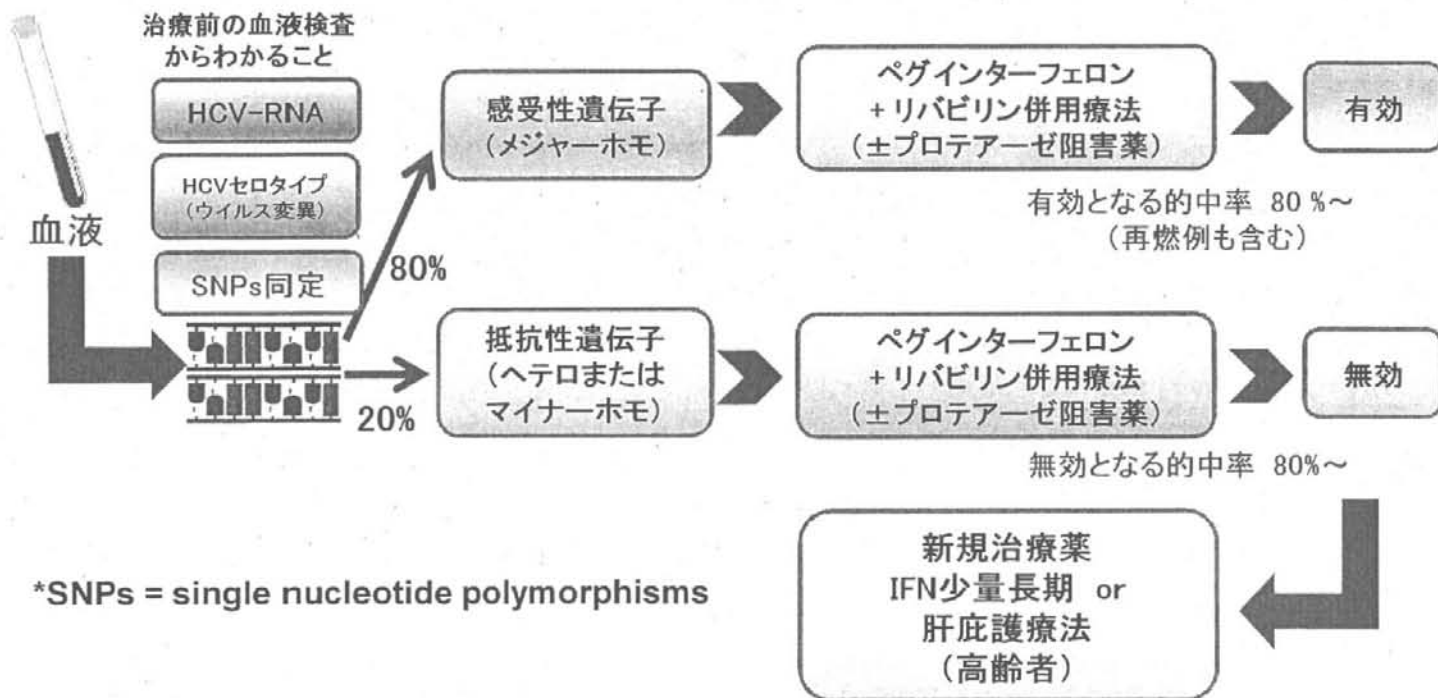 治療前の血液検査
からわかること
血液
HCV-RNA
HCVセロタイプ
(ウイルス変異)
SNPs同定
80%
20%
感受性遺伝子
(メジャーホモ)
ペグインターフェロン
+リバビリン併用療法
(±プロテアーゼ阻害薬)
有効
有効となる的中率 80 %～
(再燃例も含む)
抵抗性遺伝子
(ヘテロまたは
マイナーホモ)
ペグインターフェロン
+リバビリン併用療法
(±プロテアーゼ阻害薬)
無効
無効となる的中率 80%～
新規治療薬
IFN少量長期 or
肝庇護療法
(高齢者)
*SNPs = single nucleotide polymorphisms